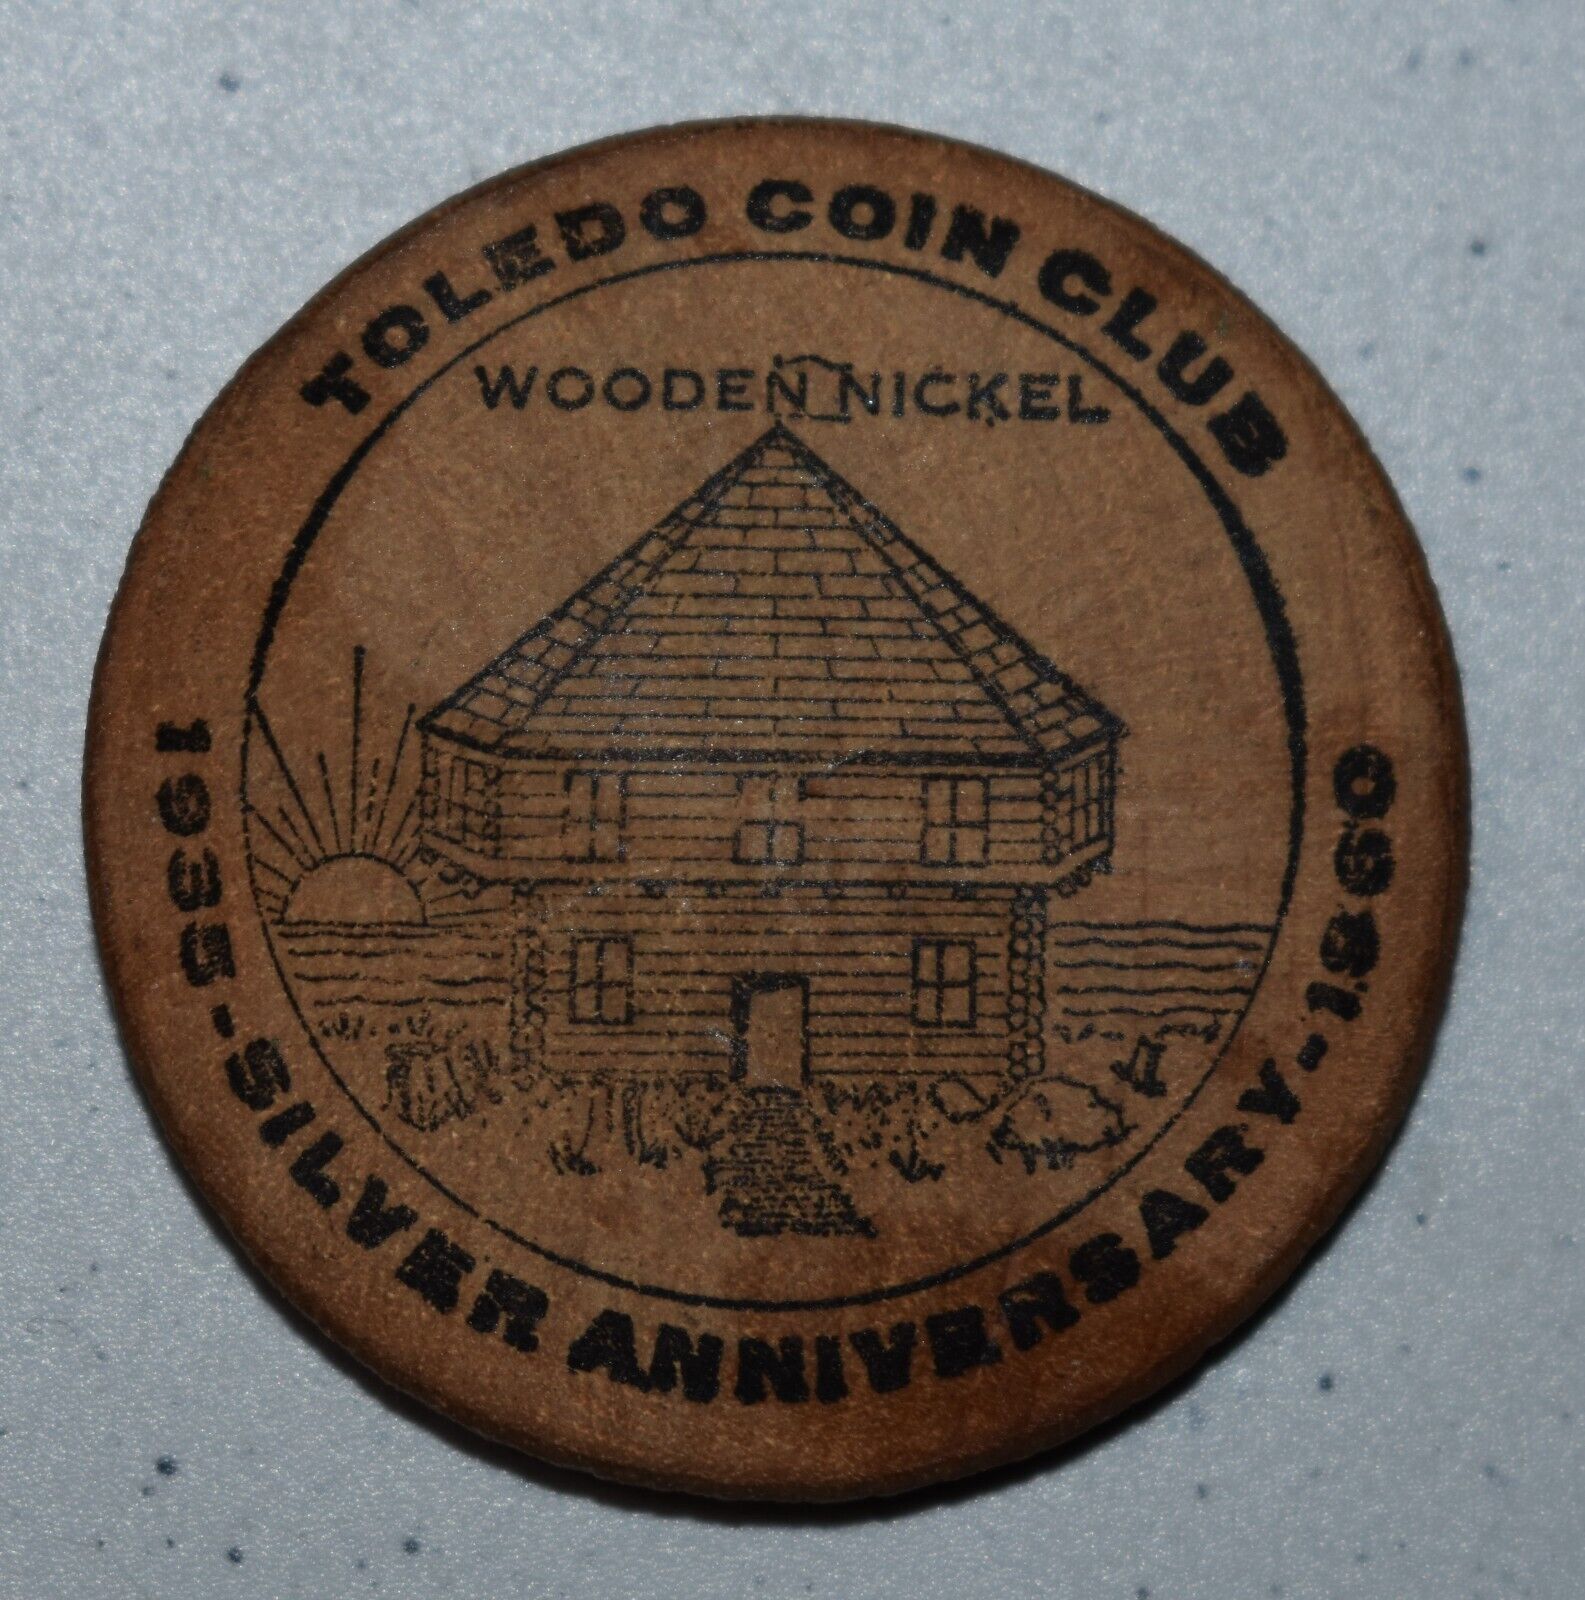 TOLEDO COIN CLUB
WOODEN NICKEL
1935-SILVER ANNIVERSARY-1960